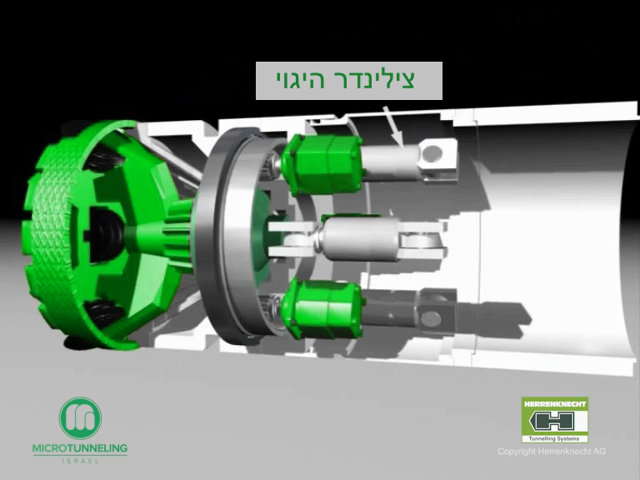 צילינדר היגוי
MICROTUNNELING
ISRAEL
HERRENKNECHT
Tunnelling Systems
Copyright Herrenknecht AG